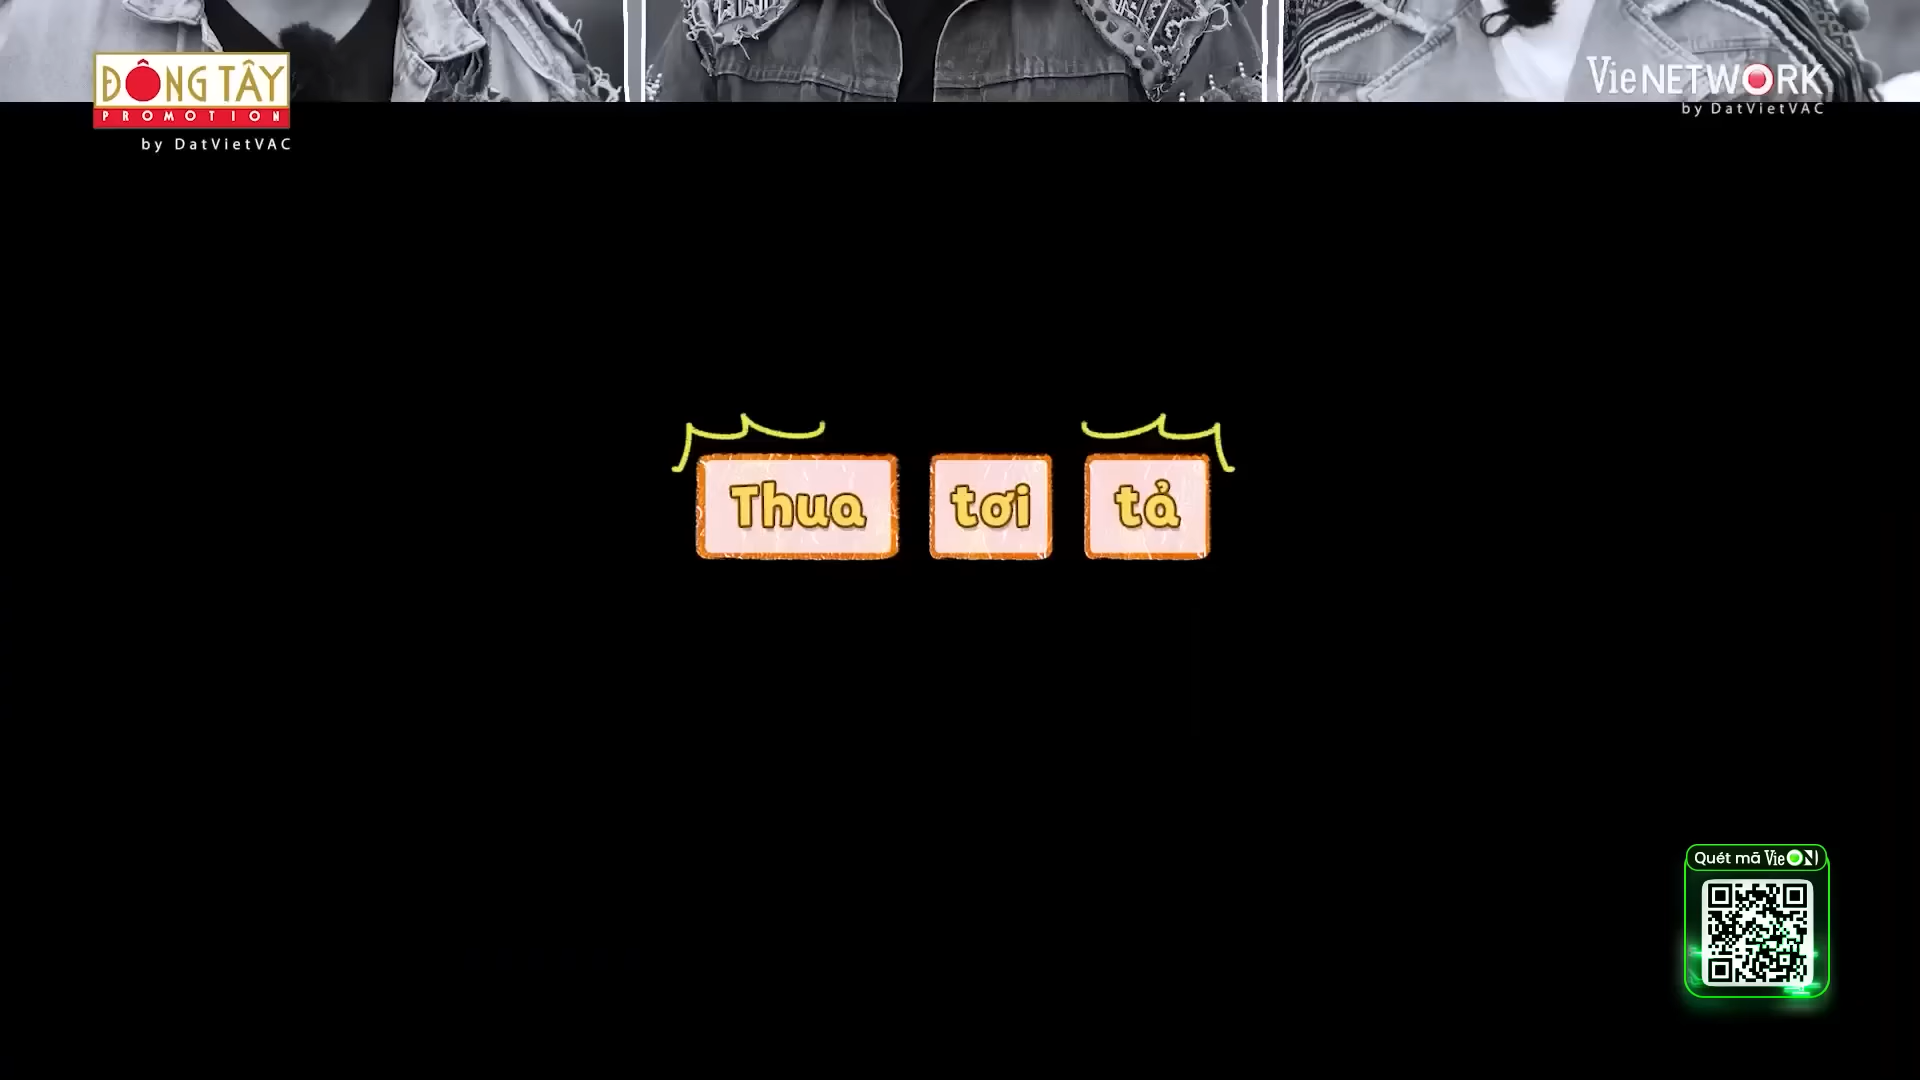 ĐÔNG TÂY
PROMOTION
by DatVietVAC
VieNETWORK
by DatVietVAC
Thua tơi tả
Quét mã VieON